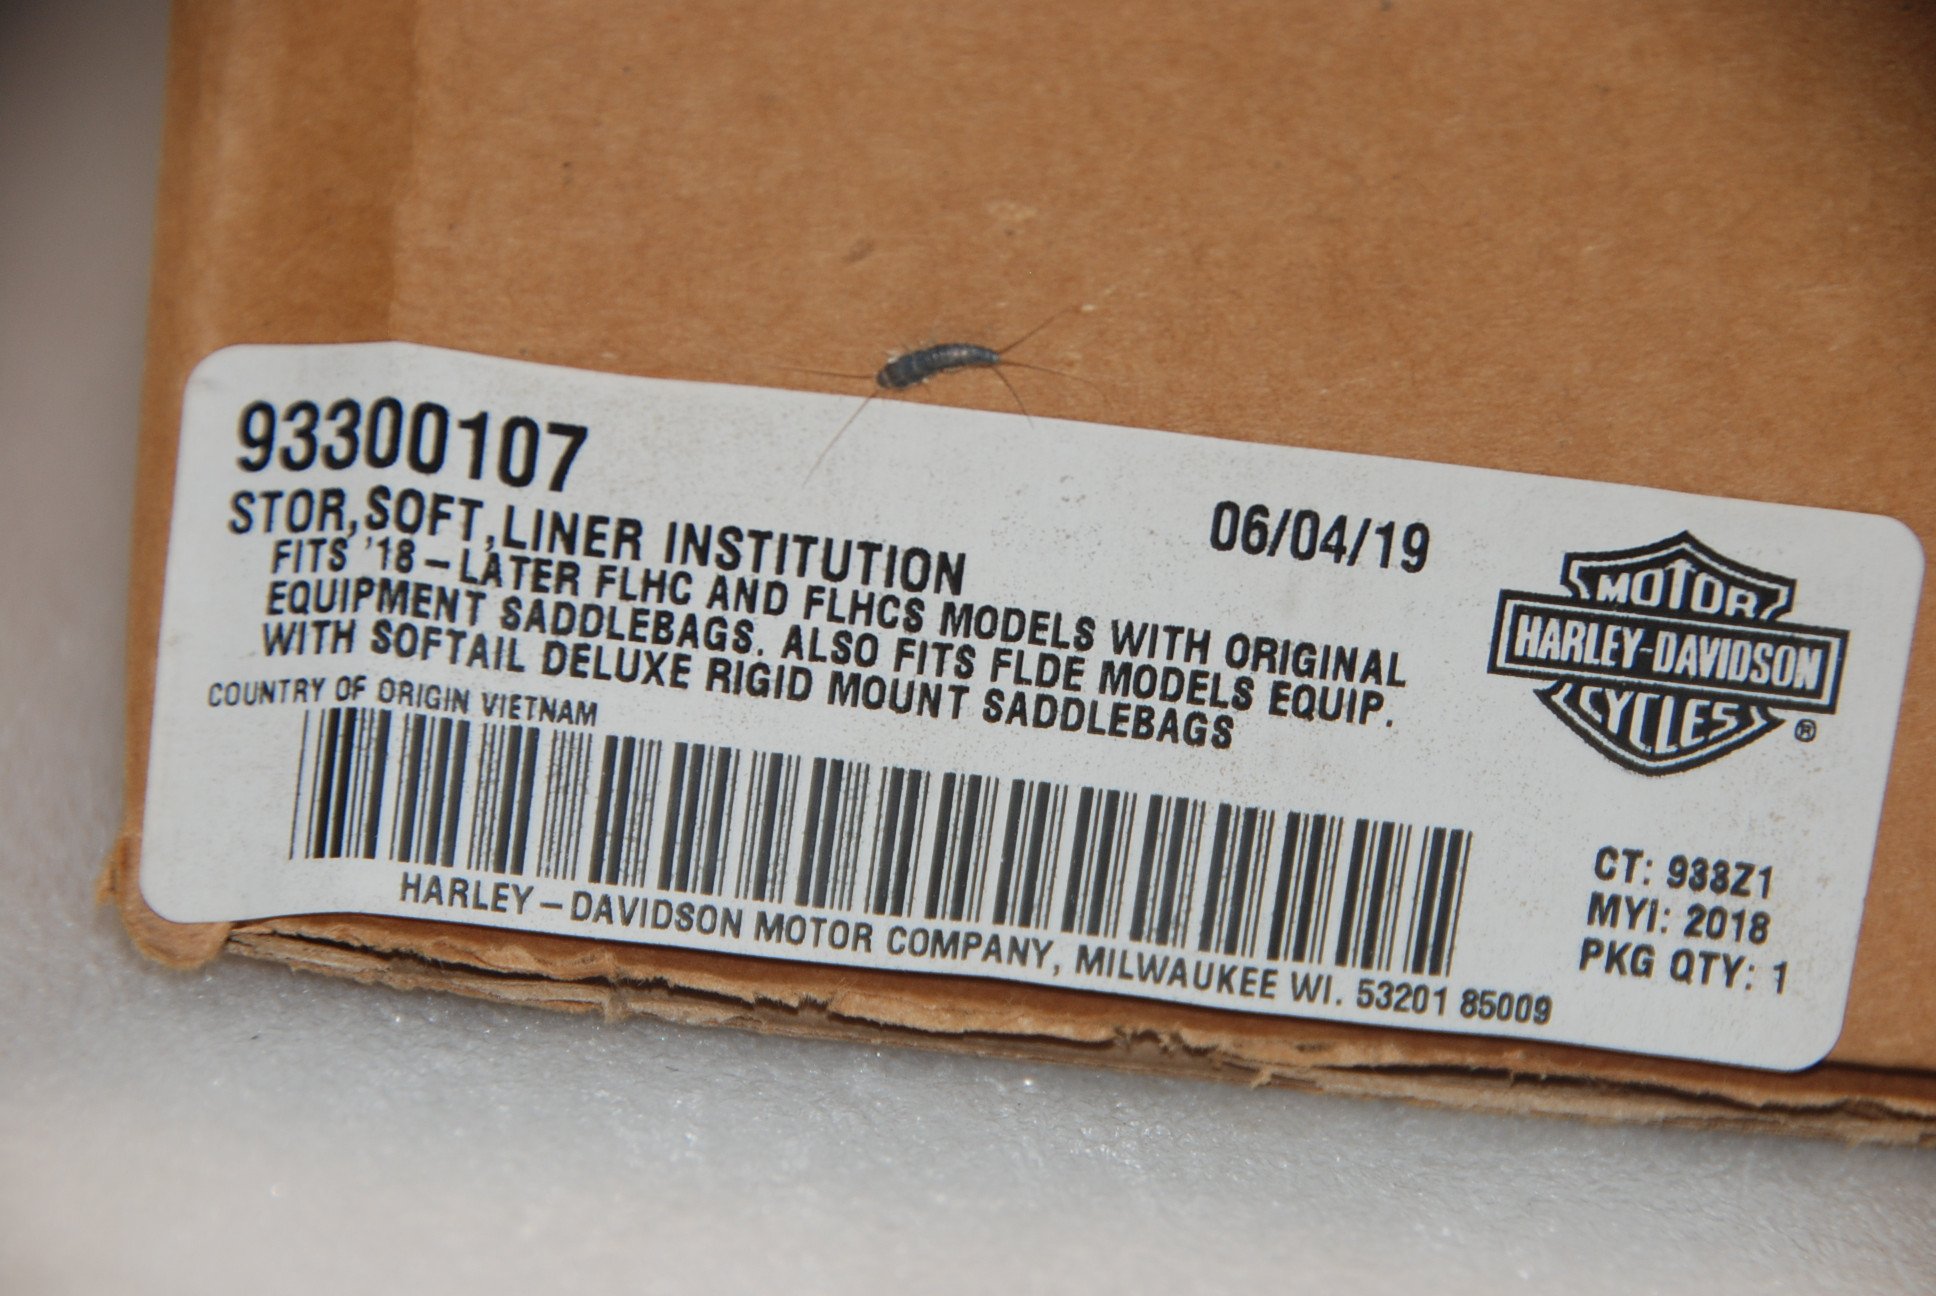 93300107
STOR,SOFT,LINER INSTITUTION
06/04/19
FITS '18–LATER FLHC AND FLHCS MODELS WITH ORIGINAL
EQUIPMENT SADDLEBAGS. ALSO FITS FLDE MODELS EQUIP.
WITH SOFTAIL DELUXE RIGID MOUNT SADDLEBAGS
COUNTRY OF ORIGIN VIETNAM
MOTOR
HARLEY-DAVIDSON
CYCLES
®
HARLEY–DAVIDSON MOTOR COMPANY, MILWAUKEE WI. 53201 85009
CT: 933Z1
MYI: 2018
PKG QTY: 1